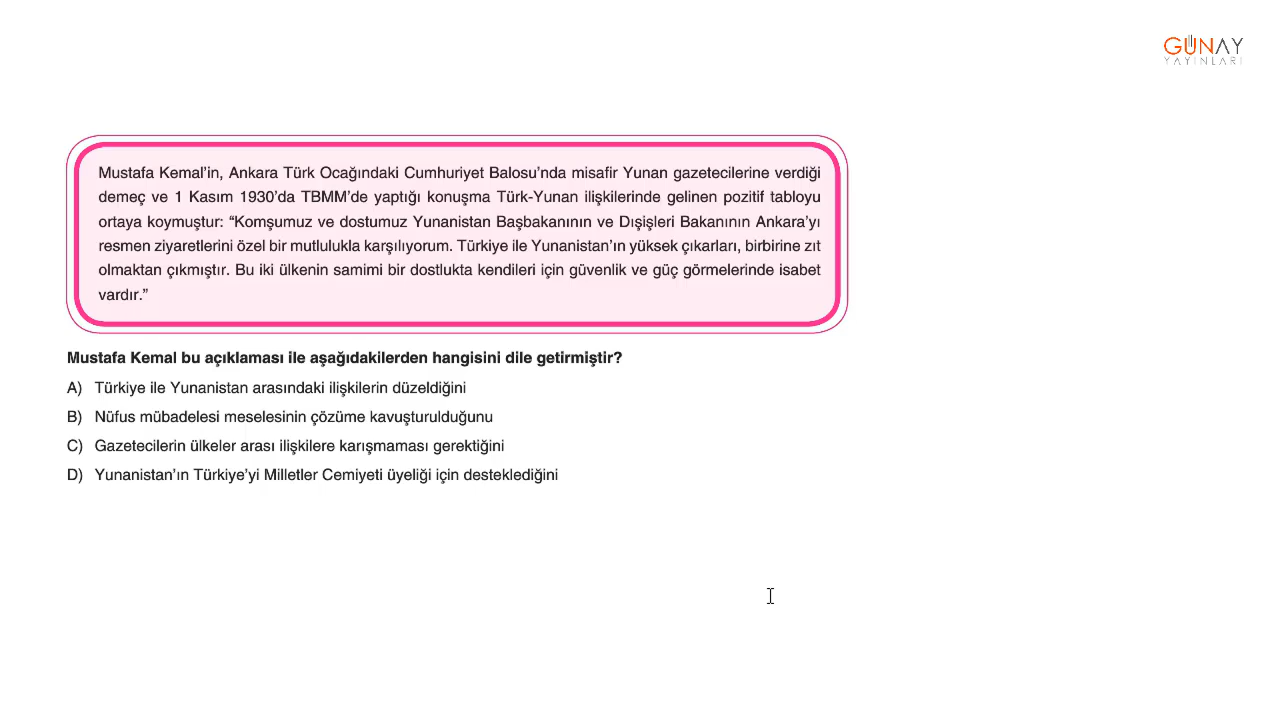 GÜNAY
YAYINLARI
Mustafa Kemal’in, Ankara Türk Ocağındaki Cumhuriyet Balosu’nda misafir Yunan gazetecilerine verdiği
demeç ve 1 Kasım 1930’da TBMM’de yaptığı konuşma Türk-Yunan ilişkilerinde gelinen pozitif tabloyu
ortaya koymuştur: “Komşumuz ve dostumuz Yunanistan Başbakanının ve Dışişleri Bakanının Ankara’yı
resmen ziyaretlerini özel bir mutlulukla karşılıyorum. Türkiye ile Yunanistan’ın yüksek çıkarları, birbirine zıt
olmaktan çıkmıştır. Bu iki ülkenin samimi bir dostlukta kendileri için güvenlik ve güç görmelerinde isabet
vardır.”
Mustafa Kemal bu açıklaması ile aşağıdakilerden hangisini dile getirmiştir?
A) Türkiye ile Yunanistan arasındaki ilişkilerin düzeldiğini
B) Nüfus mübadelesi meselesinin çözüme kavuşturulduğunu
C) Gazetecilerin ülkeler arası ilişkilere karışmaması gerektiğini
D) Yunanistan’ın Türkiye’yi Milletler Cemiyeti üyeliği için desteklediğini